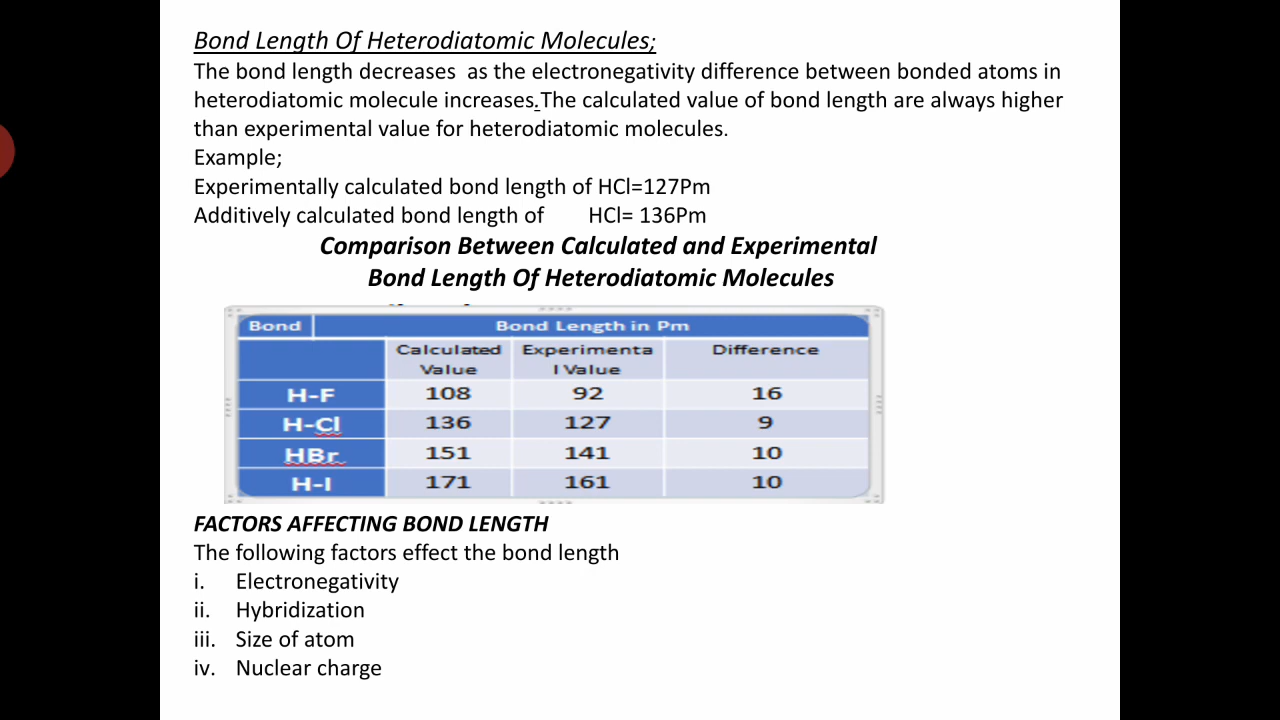 Bond Length Of Heterodiatomic Molecules;
The bond length decreases  as the electronegativity difference between bonded atoms in
heterodiatomic molecule increases.The calculated value of bond length are always higher
than experimental value for heterodiatomic molecules.
Example;
Experimentally calculated bond length of HCl=127Pm
Additively calculated bond length of HCl= 136Pm
Comparison Between Calculated and Experimental
Bond Length Of Heterodiatomic Molecules
Bond Bond Length in Pm
Calculated Experimenta Difference
Value l Value
H-F 108 92 16
H-Cl 136 127 9
HBr 151 141 10
H-I 171 161 10
FACTORS AFFECTING BOND LENGTH
The following factors effect the bond length
i. Electronegativity
ii. Hybridization
iii. Size of atom
iv. Nuclear charge